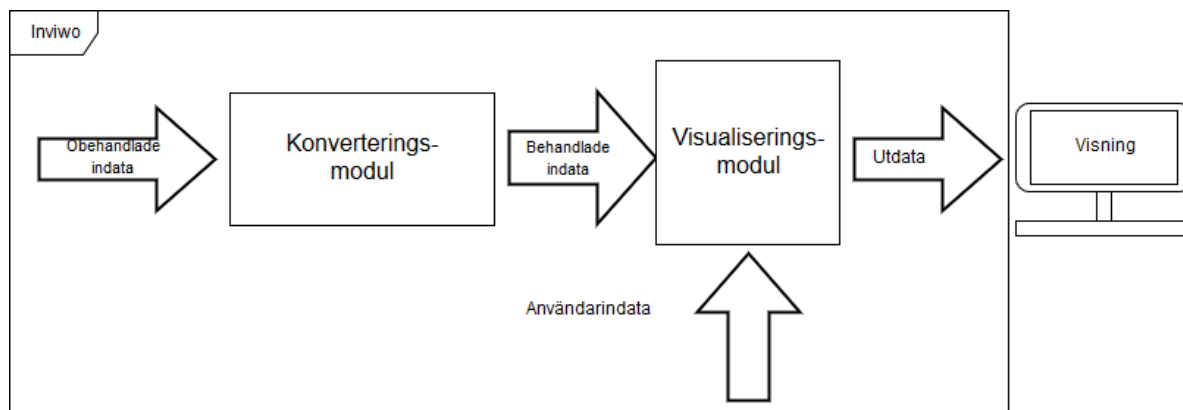 Inviwo
Obehandlade
indata
Konverterings-
modul
Behandlade
indata
Visualiserings-
modul
Utdata
Visning
Användarindata